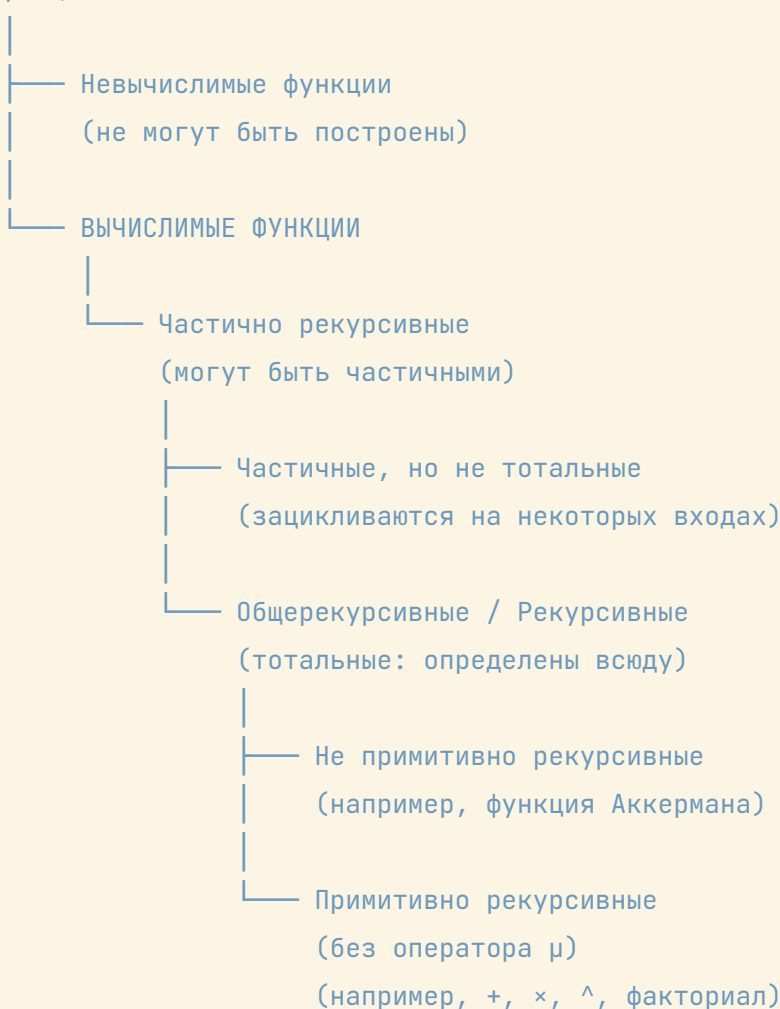 Невычислимые функции
(не могут быть построены)
ВЫЧИСЛИМЫЕ ФУНКЦИИ
Частично рекурсивные
(могут быть частичными)
Частичные, но не тотальные
(зацикливаются на некоторых входах)
Общерекурсивные / Рекурсивные
(тотальные: определены всюду)
Не примитивно рекурсивные
(например, функция Аккермана)
Примитивно рекурсивные
(без оператора μ)
(например, +, ×, ^, факториал)